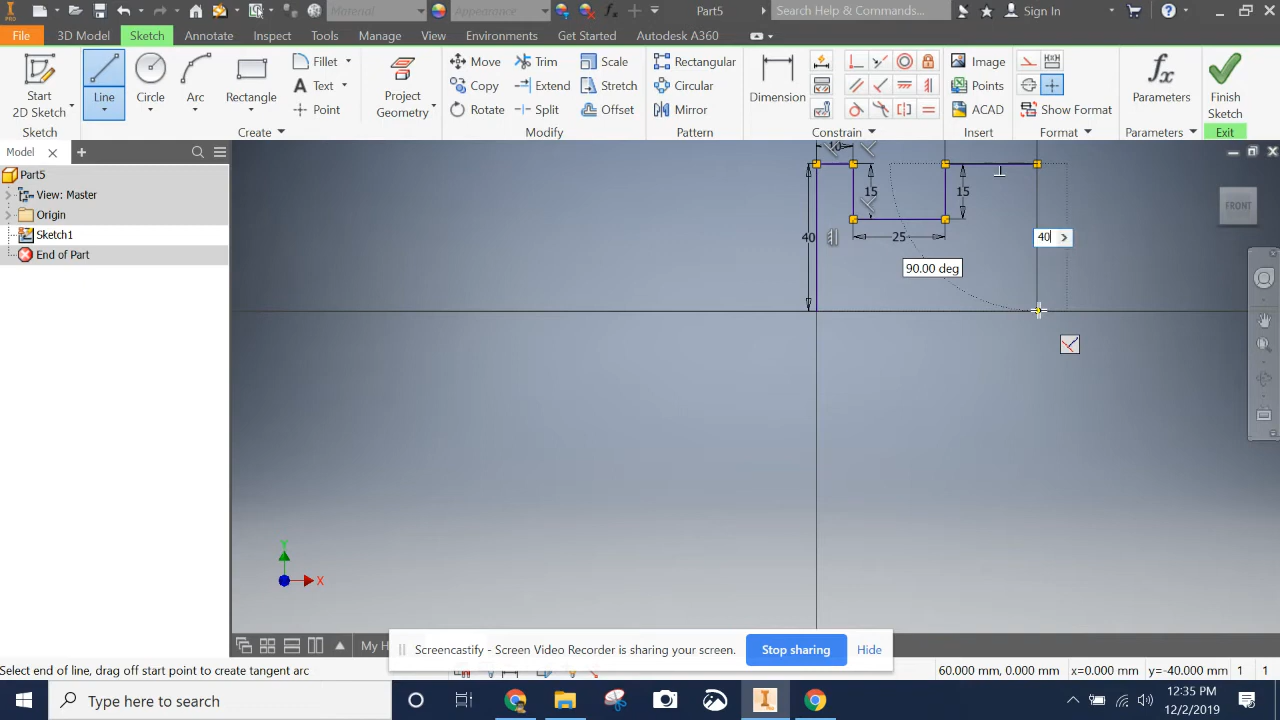 PRO
Material
Appearance
Part5
Search Help & Commands...
Sign In
File
3D Model
Sketch
Annotate
Inspect
Tools
Manage
View
Environments
Get Started
Autodesk A360
Start
2D Sketch
Line
Circle
Arc
Rectangle
Fillet
Text
Point
Project
Geometry
Move
Copy
Rotate
Trim
Extend
Split
Scale
Stretch
Offset
Rectangular
Circular
Mirror
Dimension
Image
Points
ACAD
Show Format
Parameters
Finish
Sketch
Sketch
Create
Modify
Pattern
Constrain
Insert
Format
Parameters
Exit
Model
Part5
View: Master
Origin
Sketch1
End of Part
FRONT
15
15
40
25
40
90.00 deg
Y
X
My H
Screencastify - Screen Video Recorder is sharing your screen.
Stop sharing
Hide
Select end of line, drag off start point to create tangent arc
60.000 mm, 0.000 mm
x=0.000 mm
y=-40.000 mm
1
1
Type here to search
12:35 PM
12/2/2019